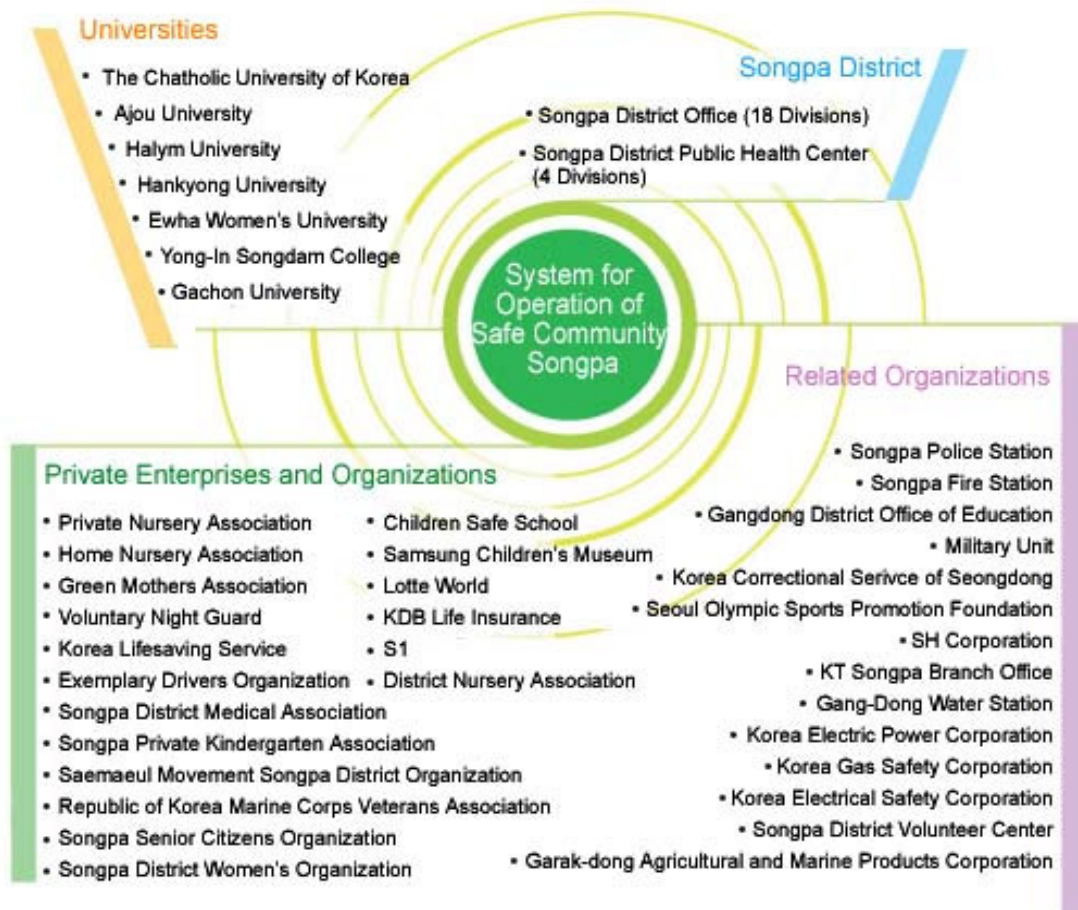 Universities
• The Chatholic University of Korea
• Ajou University
• Halym University
• Hankyong University
• Ewha Women's University
• Yong-In Songdam College
• Gachon University
Songpa District
• Songpa District Office (18 Divisions)
• Songpa District Public Health Center
(4 Divisions)
System for
Operation of
Safe Community
Songpa
Related Organizations
• Songpa Police Station
• Songpa Fire Station
• Gangdong District Office of Education
• Military Unit
• Korea Correctional Serivce of Seongdong
• Seoul Olympic Sports Promotion Foundation
• SH Corporation
• KT Songpa Branch Office
• Gang-Dong Water Station
• Korea Electric Power Corporation
• Korea Gas Safety Corporation
• Korea Electrical Safety Corporation
• Songpa District Volunteer Center
• Garak-dong Agricultural and Marine Products Corporation
Private Enterprises and Organizations
• Private Nursery Association
• Home Nursery Association
• Green Mothers Association
• Voluntary Night Guard
• Korea Lifesaving Service
• Exemplary Drivers Organization
• Songpa District Medical Association
• Songpa Private Kindergarten Association
• Saemaeul Movement Songpa District Organization
• Republic of Korea Marine Corps Veterans Association
• Songpa Senior Citizens Organization
• Songpa District Women's Organization
• Children Safe School
• Samsung Children's Museum
• Lotte World
• KDB Life Insurance
• S1
• District Nursery Association